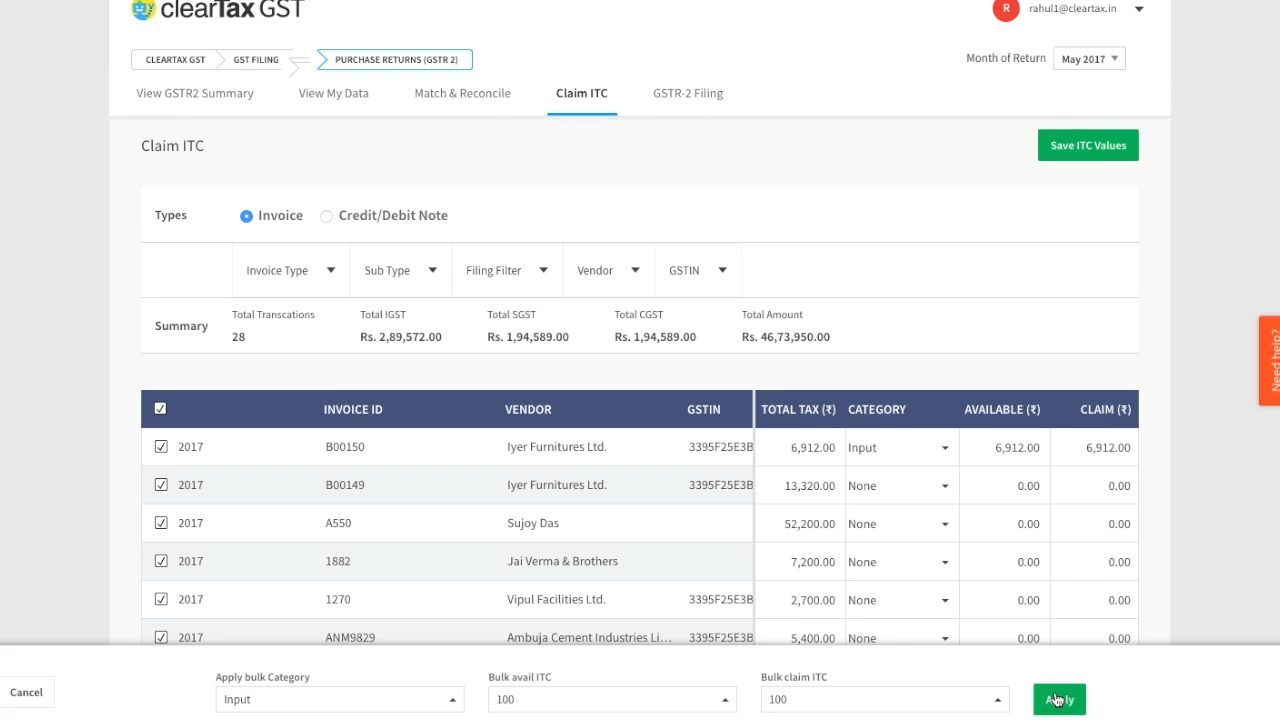 clearTax GST
R rahul1@cleartax.in
CLEARTAX GST GST FILING PURCHASE RETURNS (GSTR 2) Month of Return May 2017
View GSTR2 Summary View My Data Match & Reconcile Claim ITC GSTR-2 Filing
Claim ITC Save ITC Values
Types Invoice Credit/Debit Note
Invoice Type Sub Type Filing Filter Vendor GSTIN
Summary
Total Transcations Total IGST Total SGST Total CGST Total Amount
28 Rs. 2,89,572.00 Rs. 1,94,589.00 Rs. 1,94,589.00 Rs. 46,73,950.00
Need help?
INVOICE ID VENDOR GSTIN TOTAL TAX (₹) CATEGORY AVAILABLE (₹) CLAIM (₹)
2017 B00150 Iyer Furnitures Ltd. 3395F25E3B 6,912.00 Input 6,912.00 6,912.00
2017 B00149 Iyer Furnitures Ltd. 3395F25E3B 13,320.00 None 0.00 0.00
2017 A550 Sujoy Das 52,200.00 None 0.00 0.00
2017 1882 Jai Verma & Brothers 7,200.00 None 0.00 0.00
2017 1270 Vipul Facilities Ltd. 3395F25E3B 2,700.00 None 0.00 0.00
2017 ANM9829 Ambuja Cement Industries Li... 3395F25E3B 5,400.00 None 0.00 0.00
Apply bulk Category Bulk avail ITC Bulk claim ITC
Cancel Input 100 100 Apply